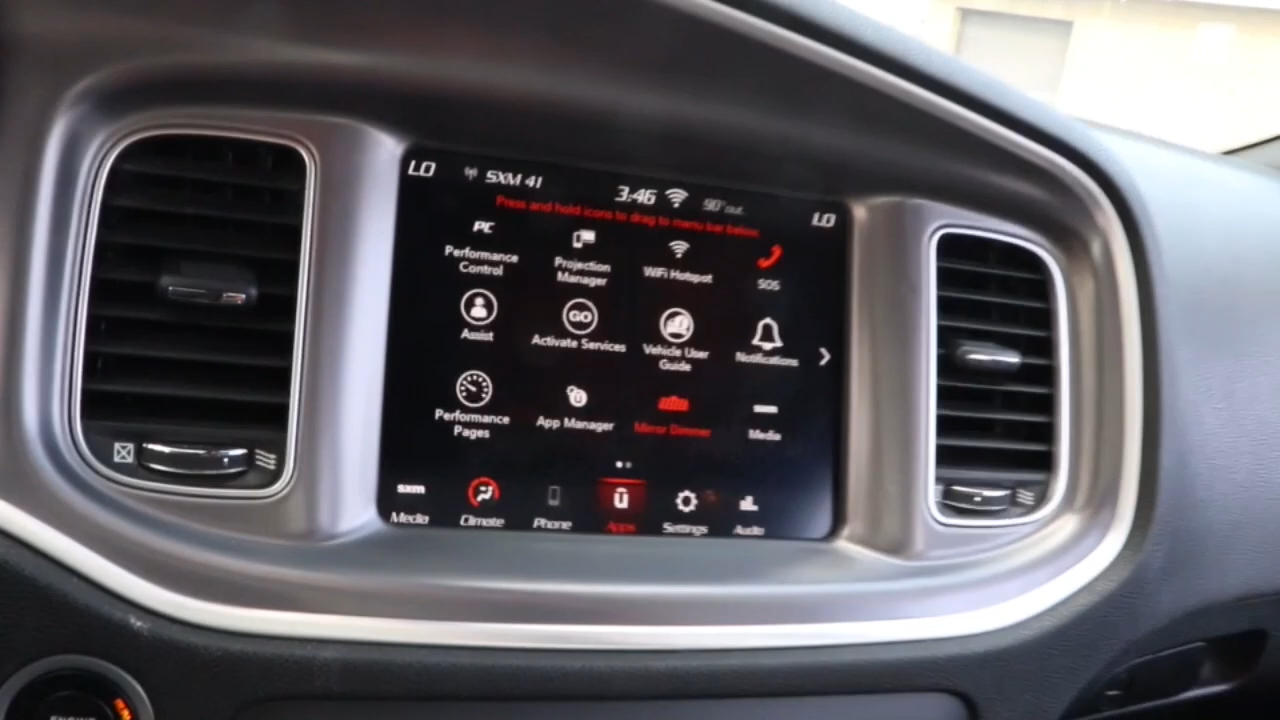 LO SXM 41 3:46 90° out. LO
Press and hold icons to drag to menu bar below.
PC
Performance
Control
Projection
Manager
WiFi Hotspot
SOS
Assist
GO
Activate Services
Vehicle User
Guide
Notifications
Performance
Pages
App Manager
Mirror Dimmer
Media
sxm
Media
Climate
Phone
Apps
Settings
Audio
ENGINE